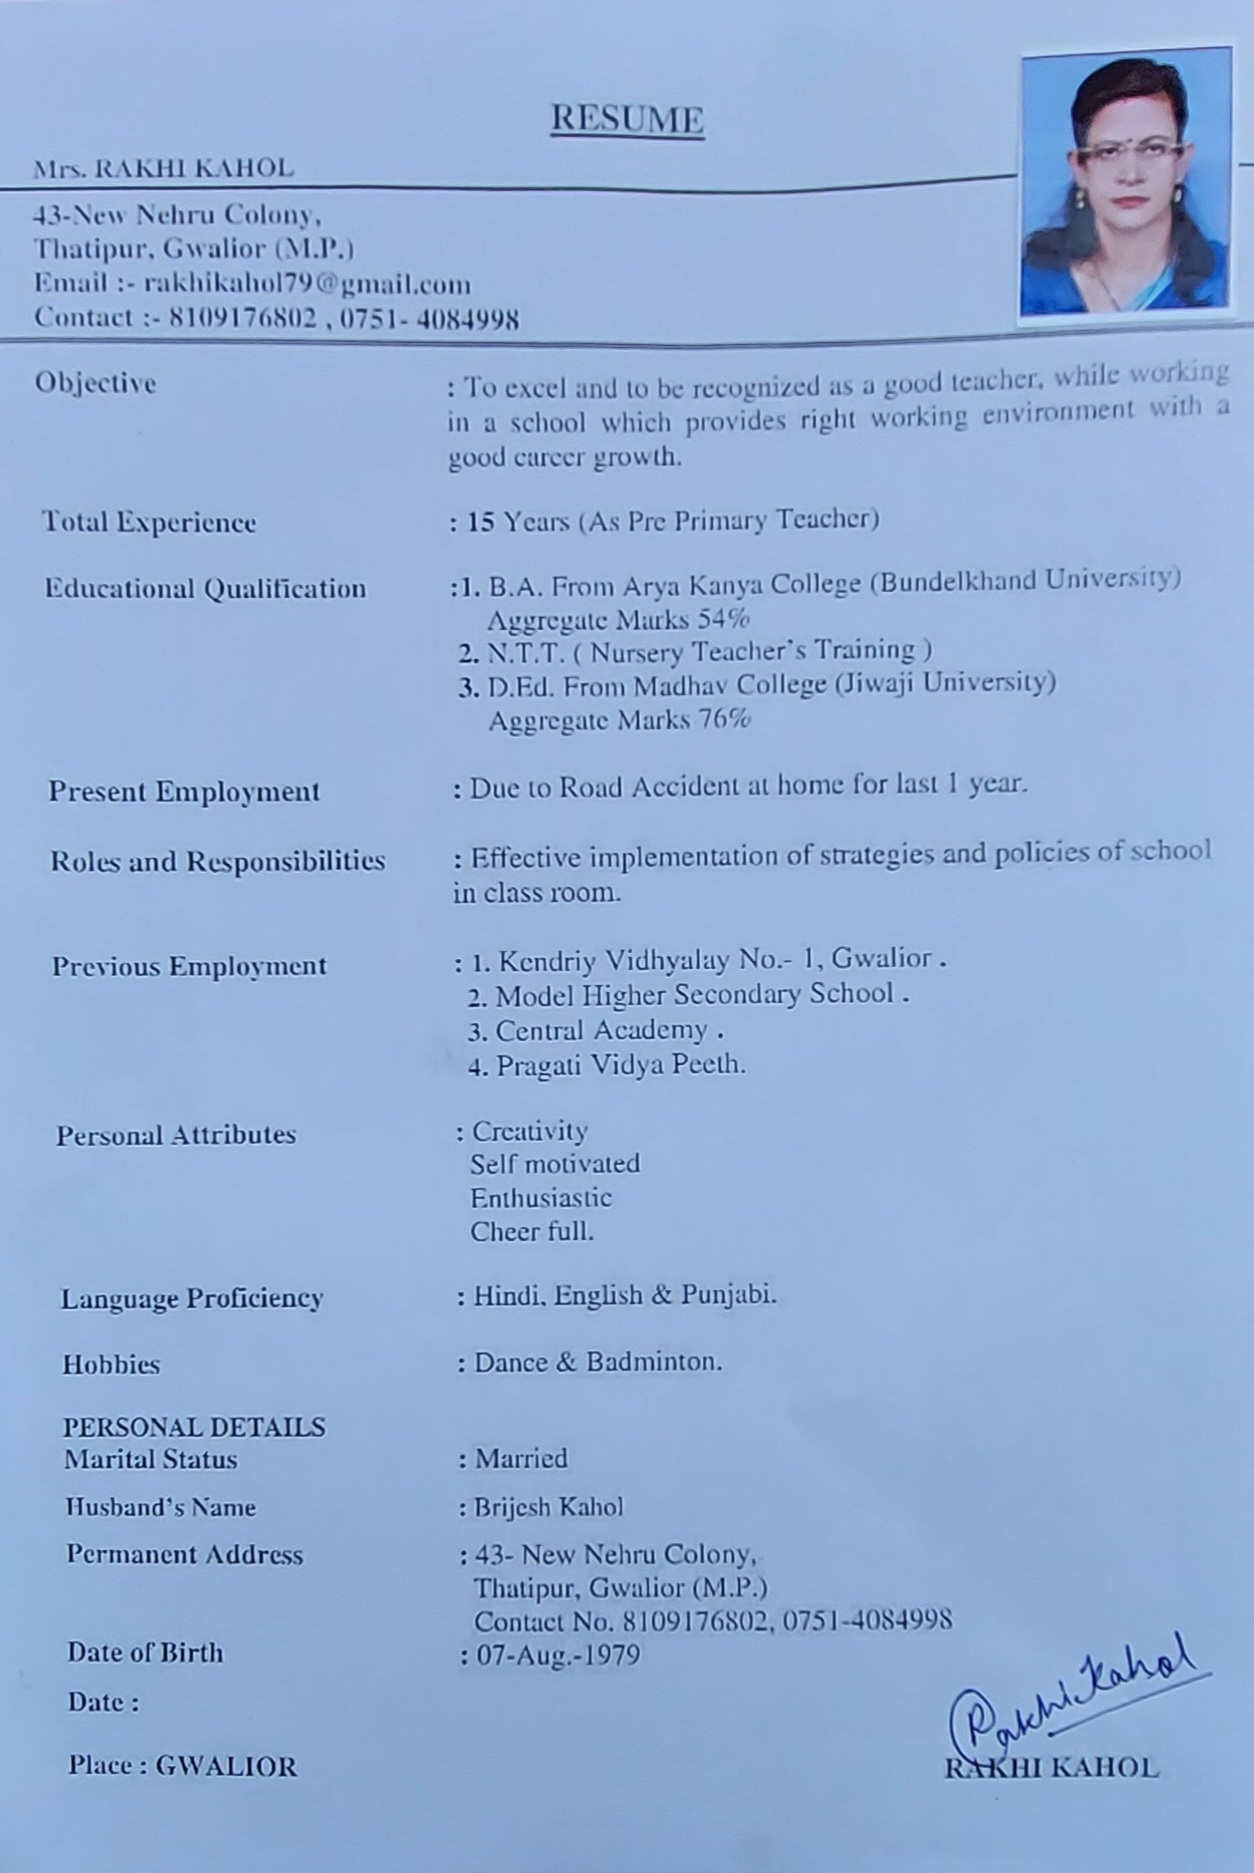 RESUME
Mrs. RAKHI KAHOL
43-New Nehru Colony,
Thatipur, Gwalior (M.P.)
Email :- rakhikahol79@gmail.com
Contact :- 8109176802 , 0751- 4084998
Objective : To excel and to be recognized as a good teacher, while working
in a school which provides right working environment with a
good career growth.
Total Experience : 15 Years (As Pre Primary Teacher)
Educational Qualification :1. B.A. From Arya Kanya College (Bundelkhand University)
Aggregate Marks 54%
2. N.T.T. ( Nursery Teacher's Training )
3. D.Ed. From Madhav College (Jiwaji University)
Aggregate Marks 76%
Present Employment : Due to Road Accident at home for last 1 year.
Roles and Responsibilities : Effective implementation of strategies and policies of school
in class room.
Previous Employment : 1. Kendriy Vidhyalay No.- 1, Gwalior .
2. Model Higher Secondary School .
3. Central Academy .
4. Pragati Vidya Peeth.
Personal Attributes : Creativity
Self motivated
Enthusiastic
Cheer full.
Language Proficiency : Hindi, English & Punjabi.
Hobbies : Dance & Badminton.
PERSONAL DETAILS
Marital Status : Married
Husband's Name : Brijesh Kahol
Permanent Address : 43- New Nehru Colony,
Thatipur, Gwalior (M.P.)
Contact No. 8109176802, 0751-4084998
Date of Birth : 07-Aug.-1979
Date :
Rakhi Kahol
Place : GWALIOR RAKHI KAHOL